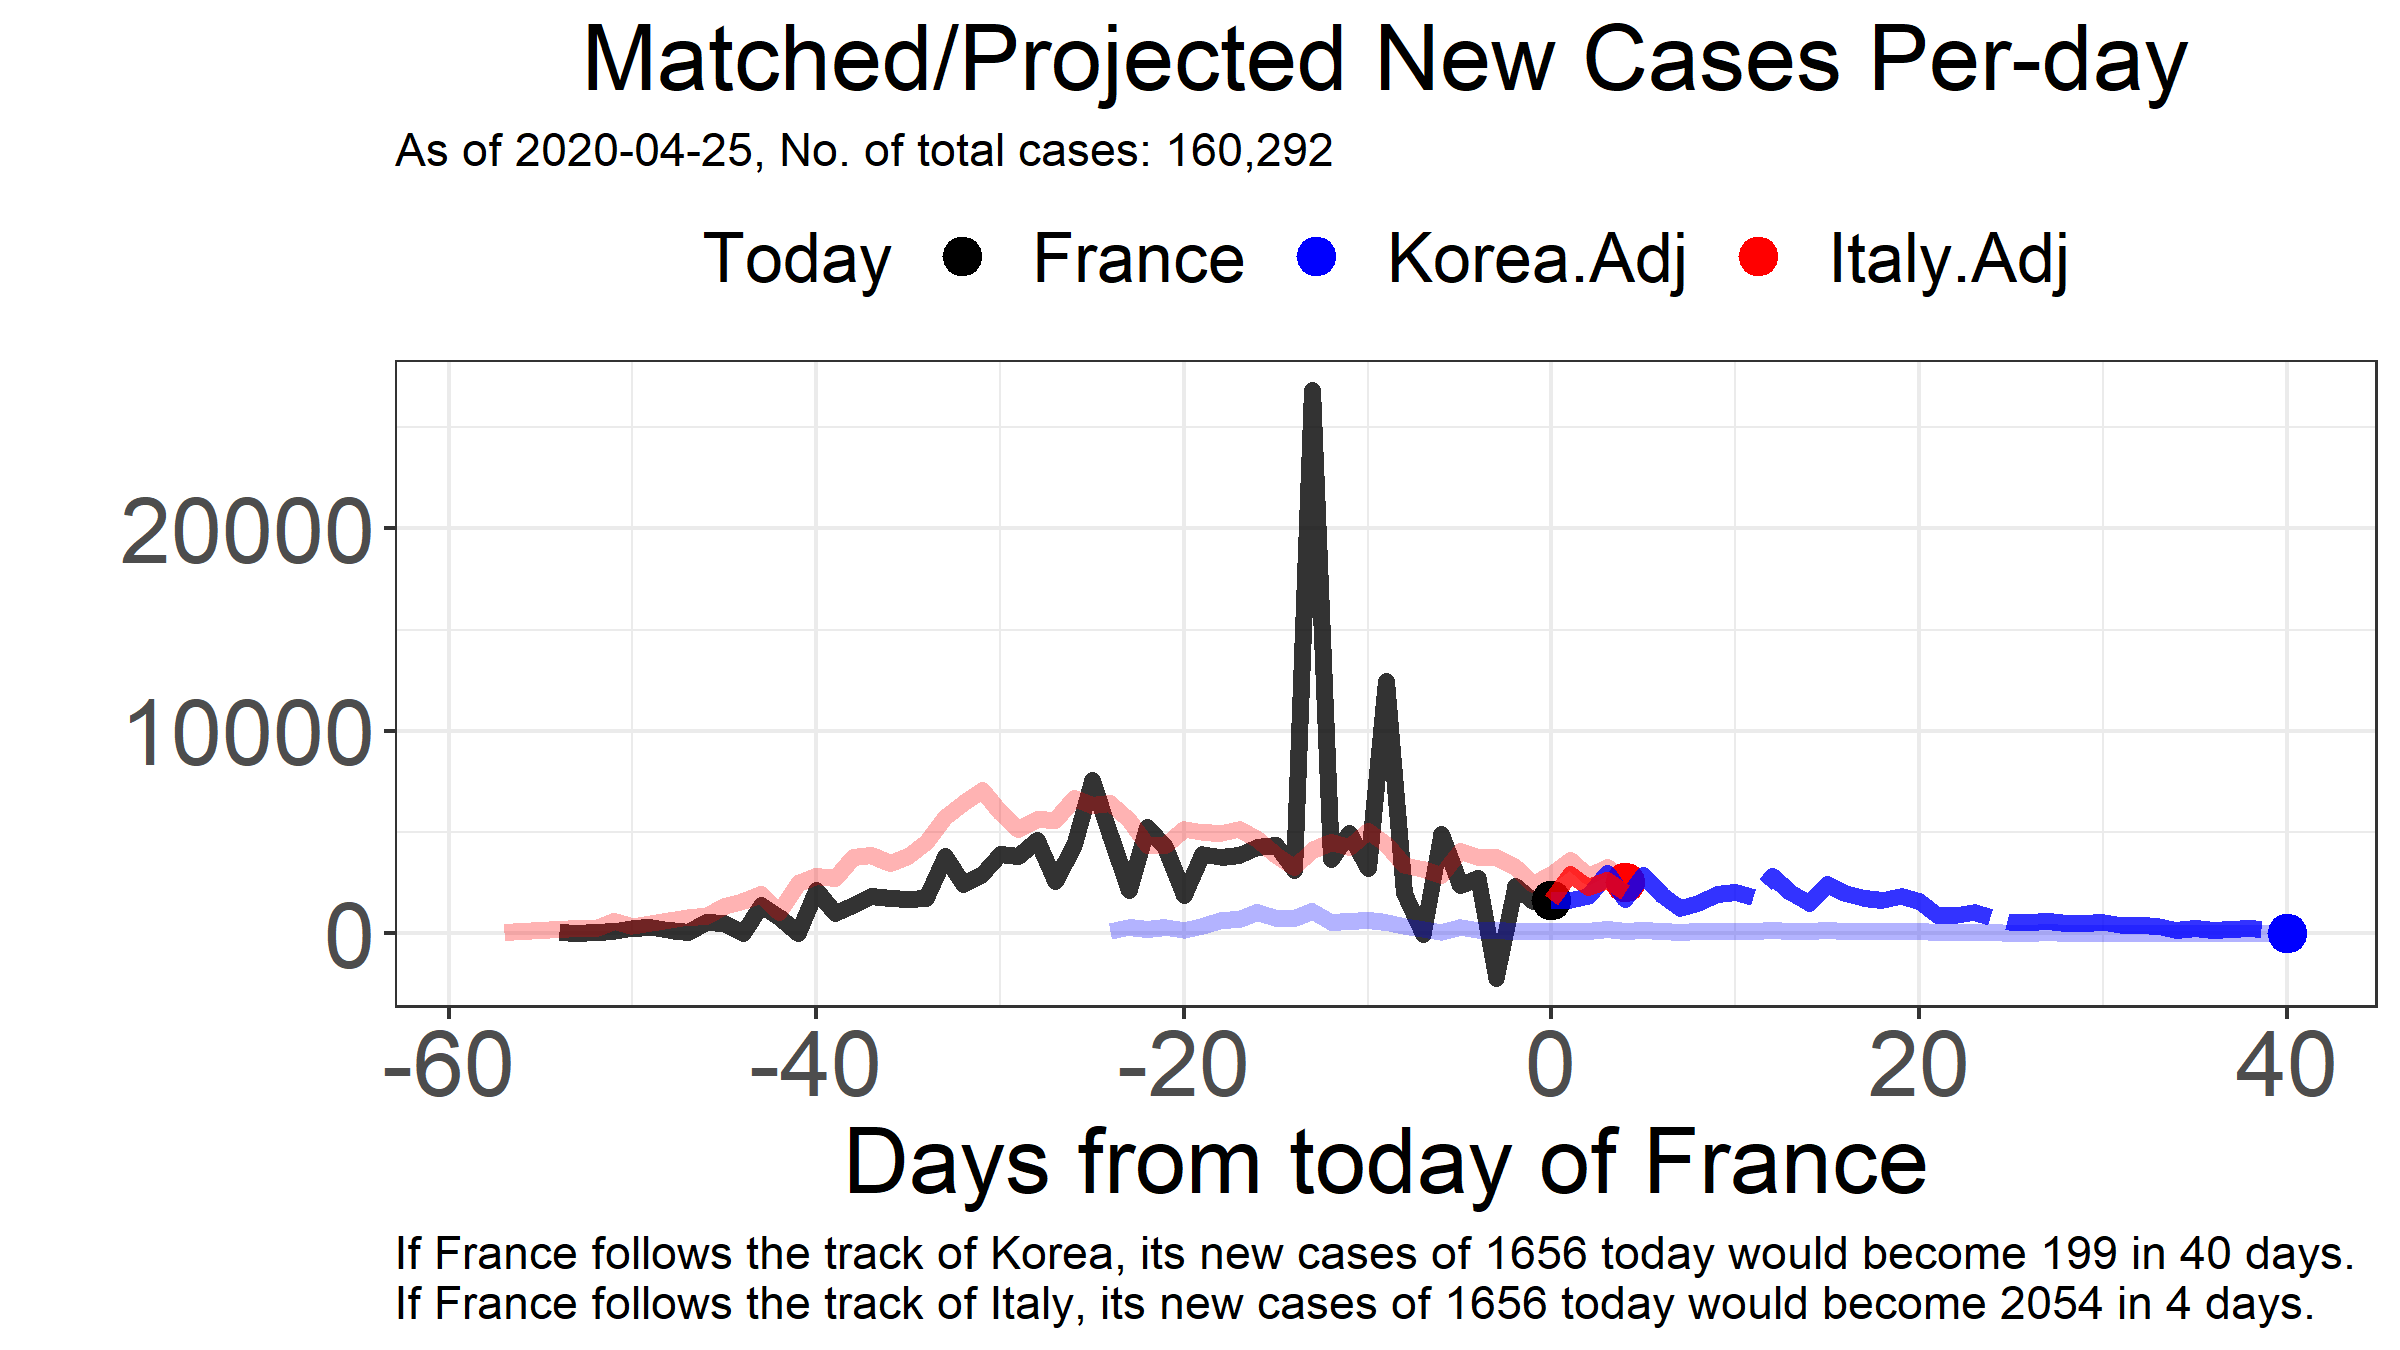 Matched/Projected New Cases Per-day
As of 2020-04-25, No. of total cases: 160,292
Today France Korea.Adj Italy.Adj
20000
10000
0
-60 -40 -20 0 20 40
Days from today of France
If France follows the track of Korea, its new cases of 1656 today would become 199 in 40 days.
If France follows the track of Italy, its new cases of 1656 today would become 2054 in 4 days.